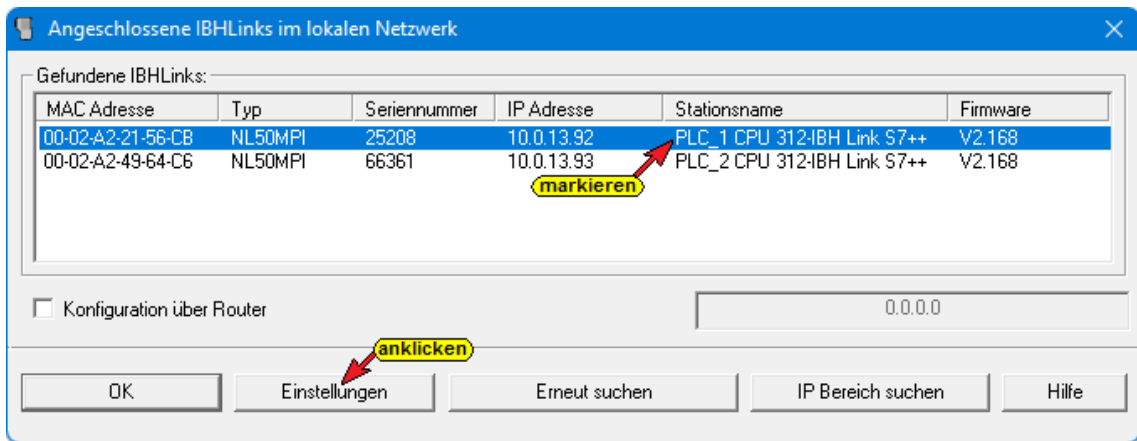 Angeschlossene IBHLinks im lokalen Netzwerk
Gefundene IBHLinks:
MAC Adresse Typ Seriennummer IP Adresse Stationsname Firmware
00-02-A2-21-56-CB NL50MPI 25208 10.0.13.92 PLC_1 CPU 312-IBH Link S7++ V2.168
00-02-A2-49-64-C6 NL50MPI 66361 10.0.13.93 PLC_2 CPU 312-IBH Link S7++ V2.168
markieren
Konfiguration über Router 0.0.0.0
anklicken
OK Einstellungen Erneut suchen IP Bereich suchen Hilfe